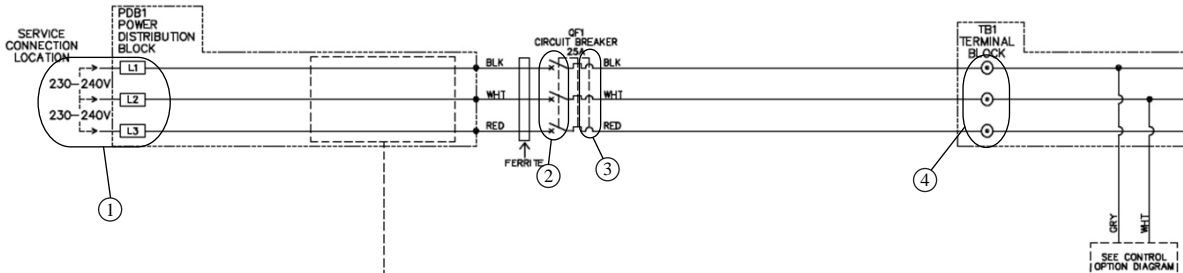 SERVICE
CONNECTION
LOCATION
PDB1
POWER
DISTRIBUTION
BLOCK
L1
230-240V
L2
230-240V
L3
BLK
WHT
RED
FERRITE
QF1
CIRCUIT BREAKER
25A
BLK
WHT
RED
TB1
TERMINAL
BLOCK
1
2
3
4
GRY
WHT
SEE CONTROL
OPTION DIAGRAM